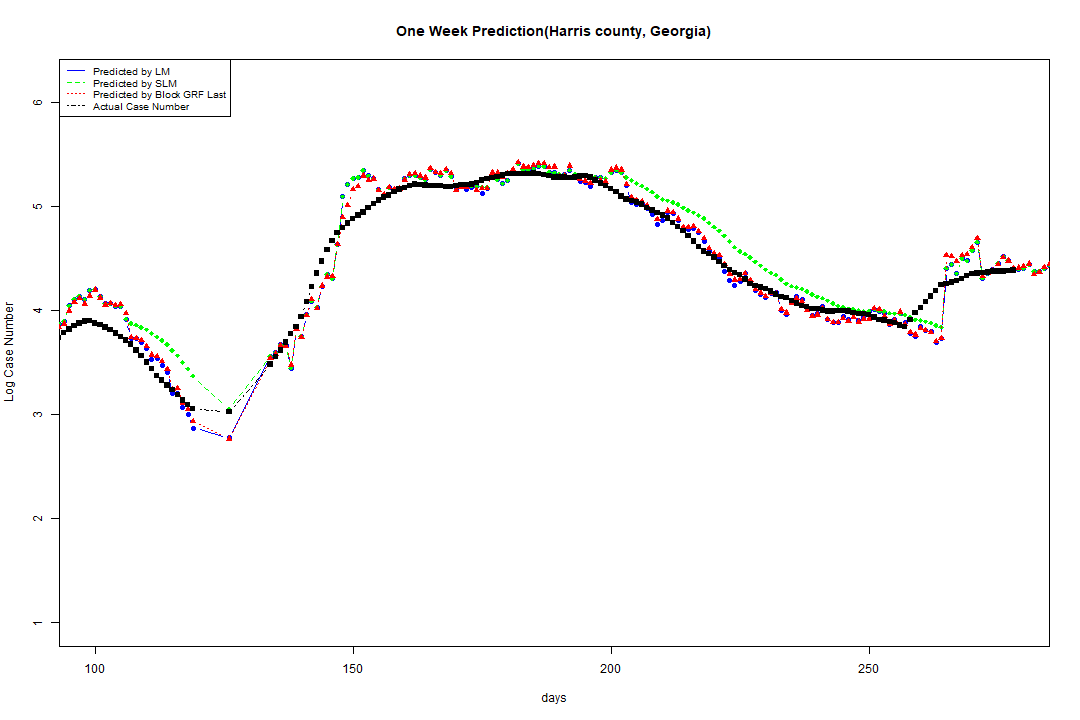 One Week Prediction(Harris county, Georgia)
Predicted by LM
Predicted by SLM
Predicted by Block GRF Last
Actual Case Number
6
5
4
3
2
1
Log Case Number
100 150 200 250
days